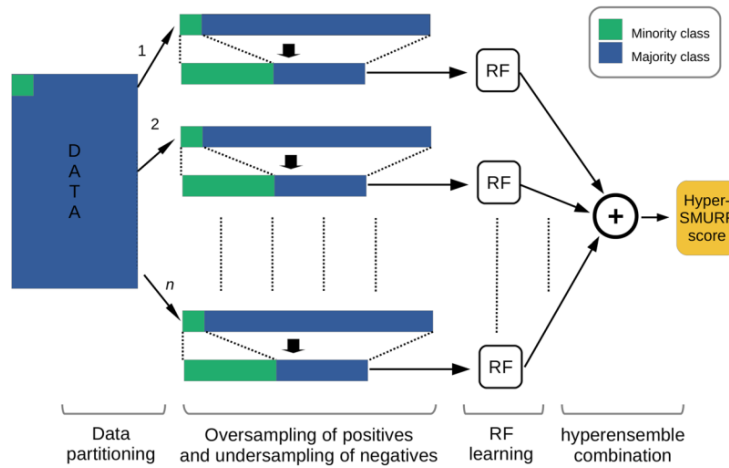 Minority class
Majority class
D
A
T
A
1
2
n
RF
RF
RF
+
Hyper-
SMURF
score
Data
partitioning
Oversampling of positives
and undersampling of negatives
RF
learning
hyperensemble
combination